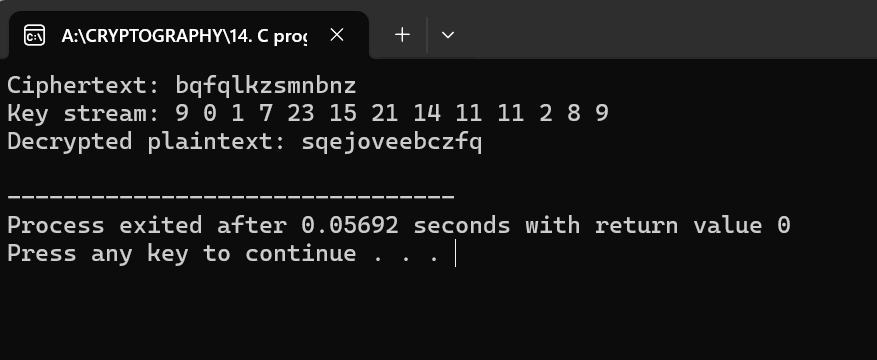 A:\CRYPTOGRAPHY\14. C prog
Ciphertext: bqfqlkzsmnbnz
Key stream: 9 0 1 7 23 15 21 14 11 11 2 8 9
Decrypted plaintext: sqejoveebczfq
--------------------------------
Process exited after 0.05692 seconds with return value 0
Press any key to continue . . .